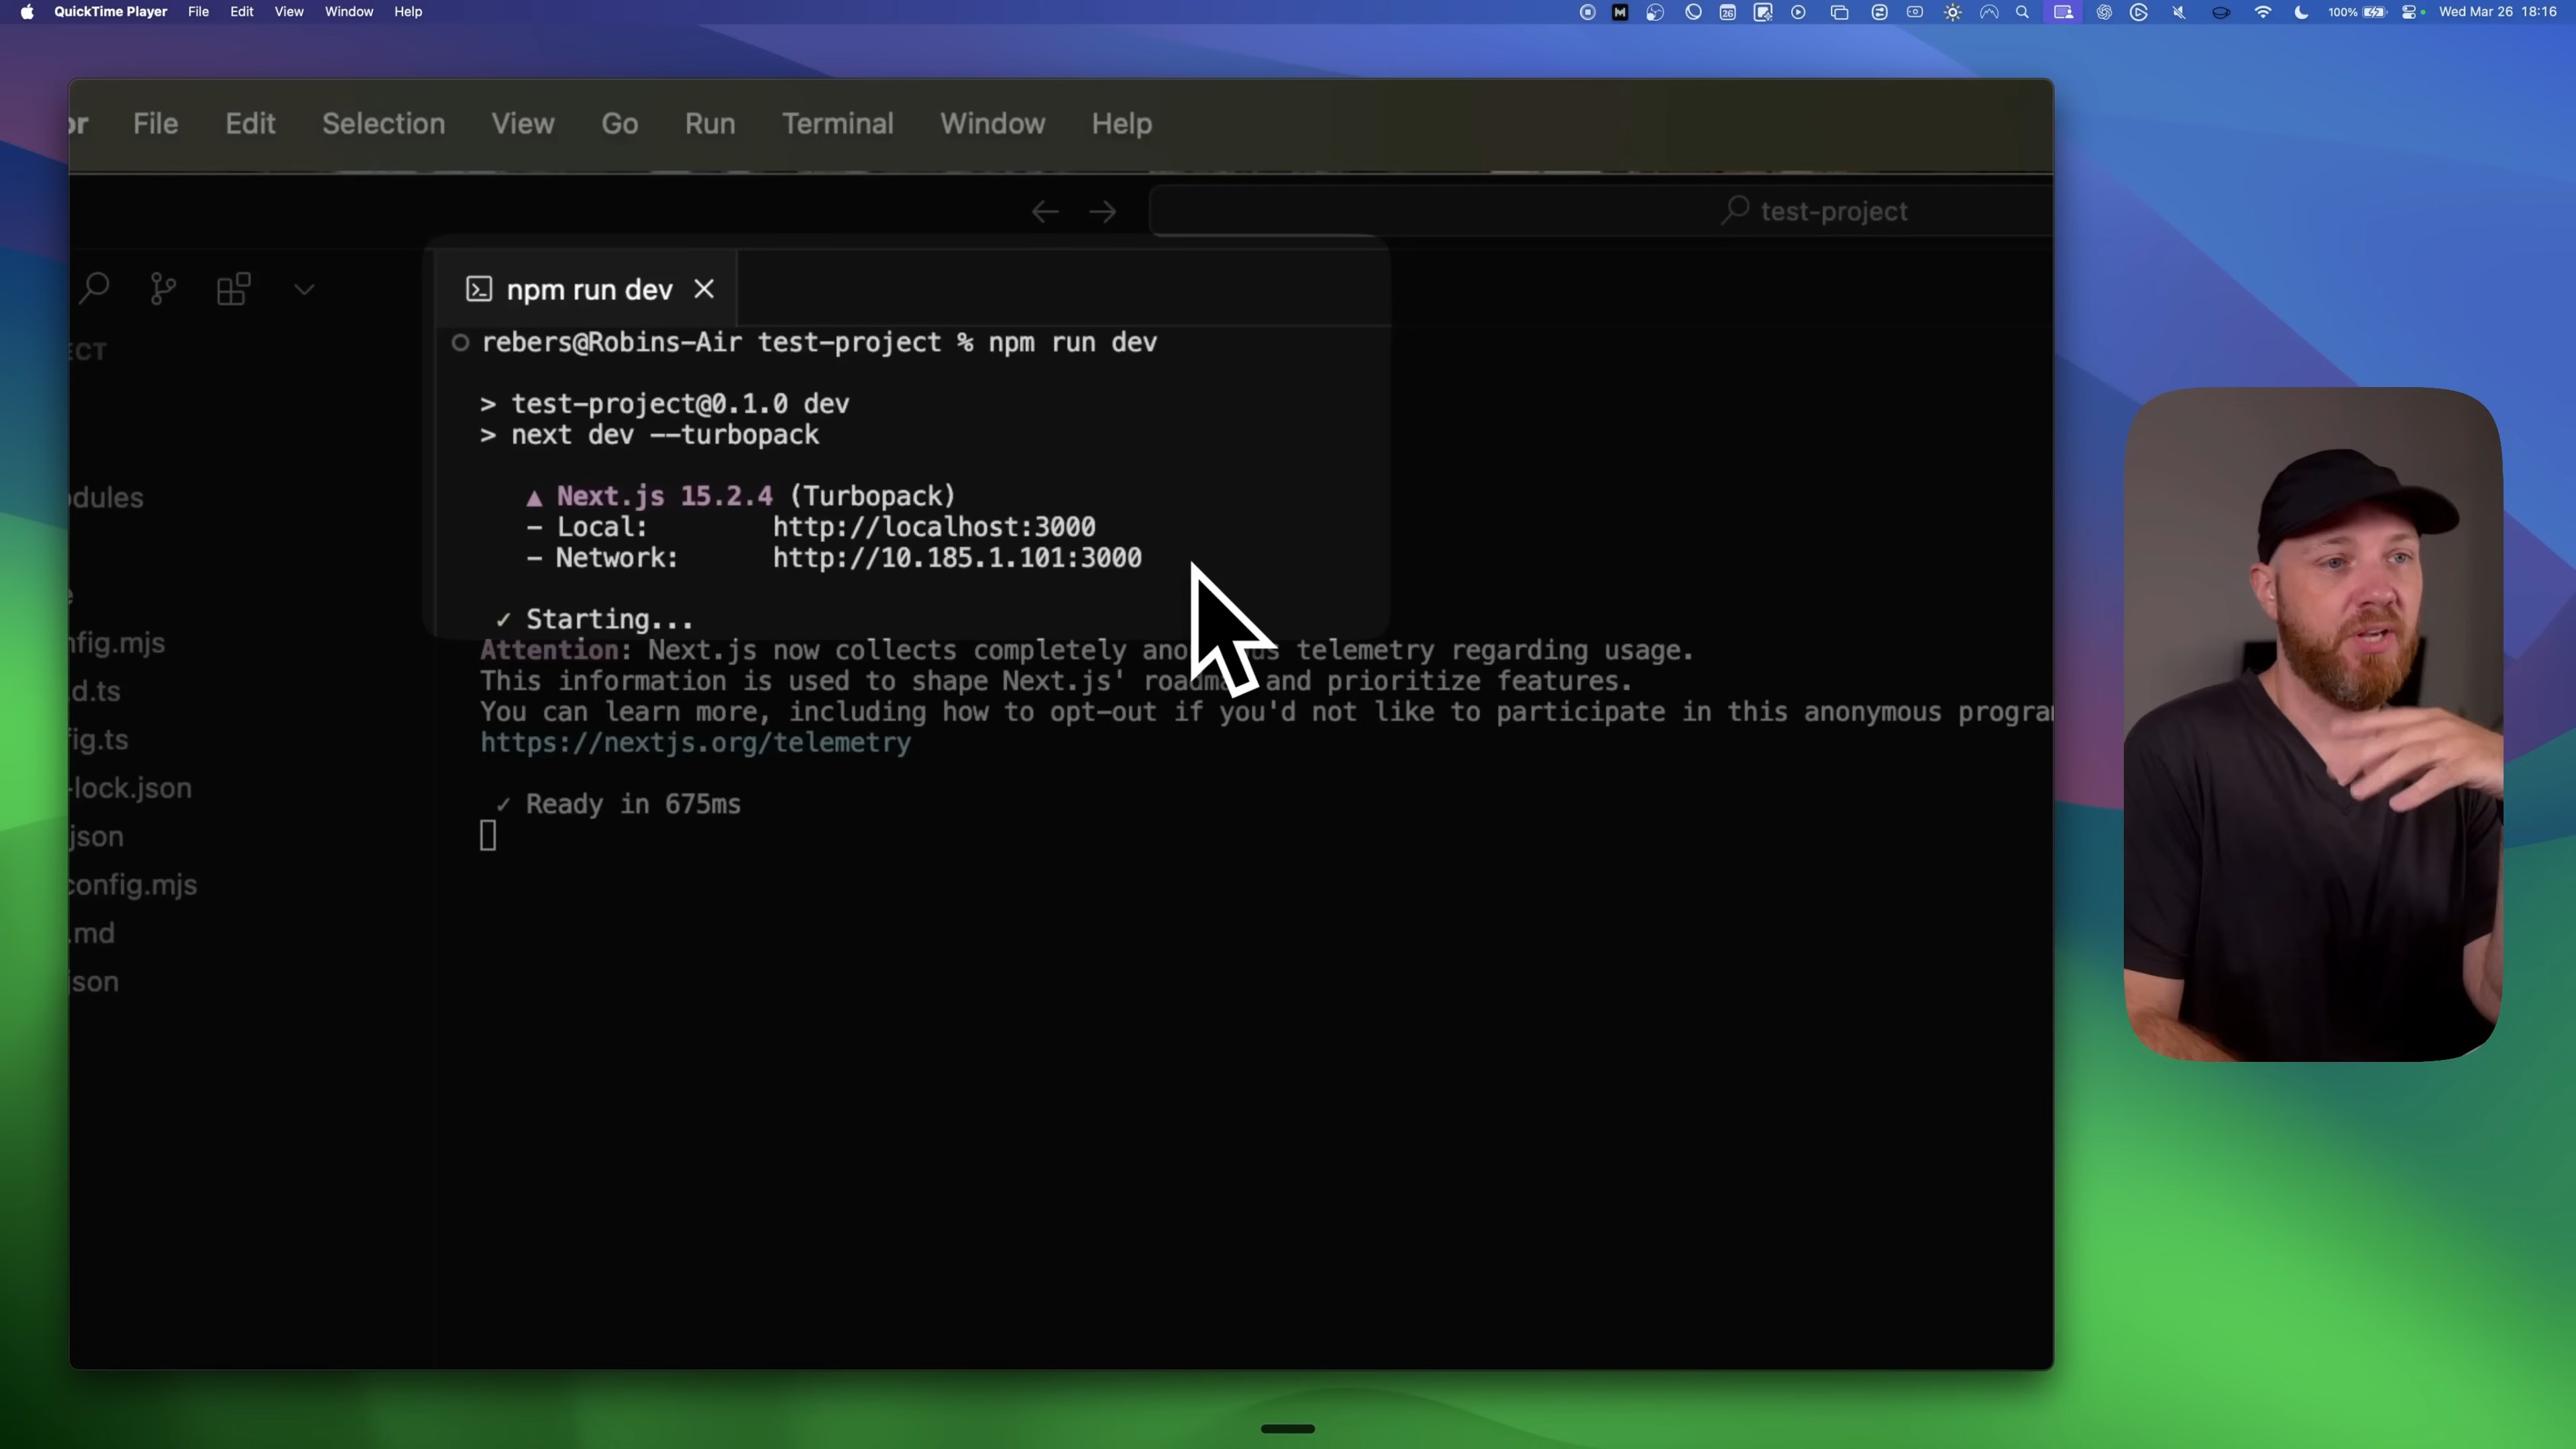 QuickTime Player File Edit View Window Help
26 100% Wed Mar 26 18:16
or File Edit Selection View Go Run Terminal Window Help
test-project
npm run dev
ECT
rebers@Robins-Air test-project % npm run dev
> test-project@0.1.0 dev
> next dev --turbopack
▲ Next.js 15.2.4 (Turbopack)
- Local: http://localhost:3000
- Network: http://10.185.1.101:3000
✓ Starting...
Attention: Next.js now collects completely telemetry regarding usage.
This information is used to shape Next.js' and prioritize features.
You can learn more, including how to opt-out if you'd not like to participate in this anonymous
https://nextjs.org/telemetry
✓ Ready in 675ms
odules
e
nfig.mjs
.d.ts
fig.ts
-lock.json
json
config.mjs
.md
json